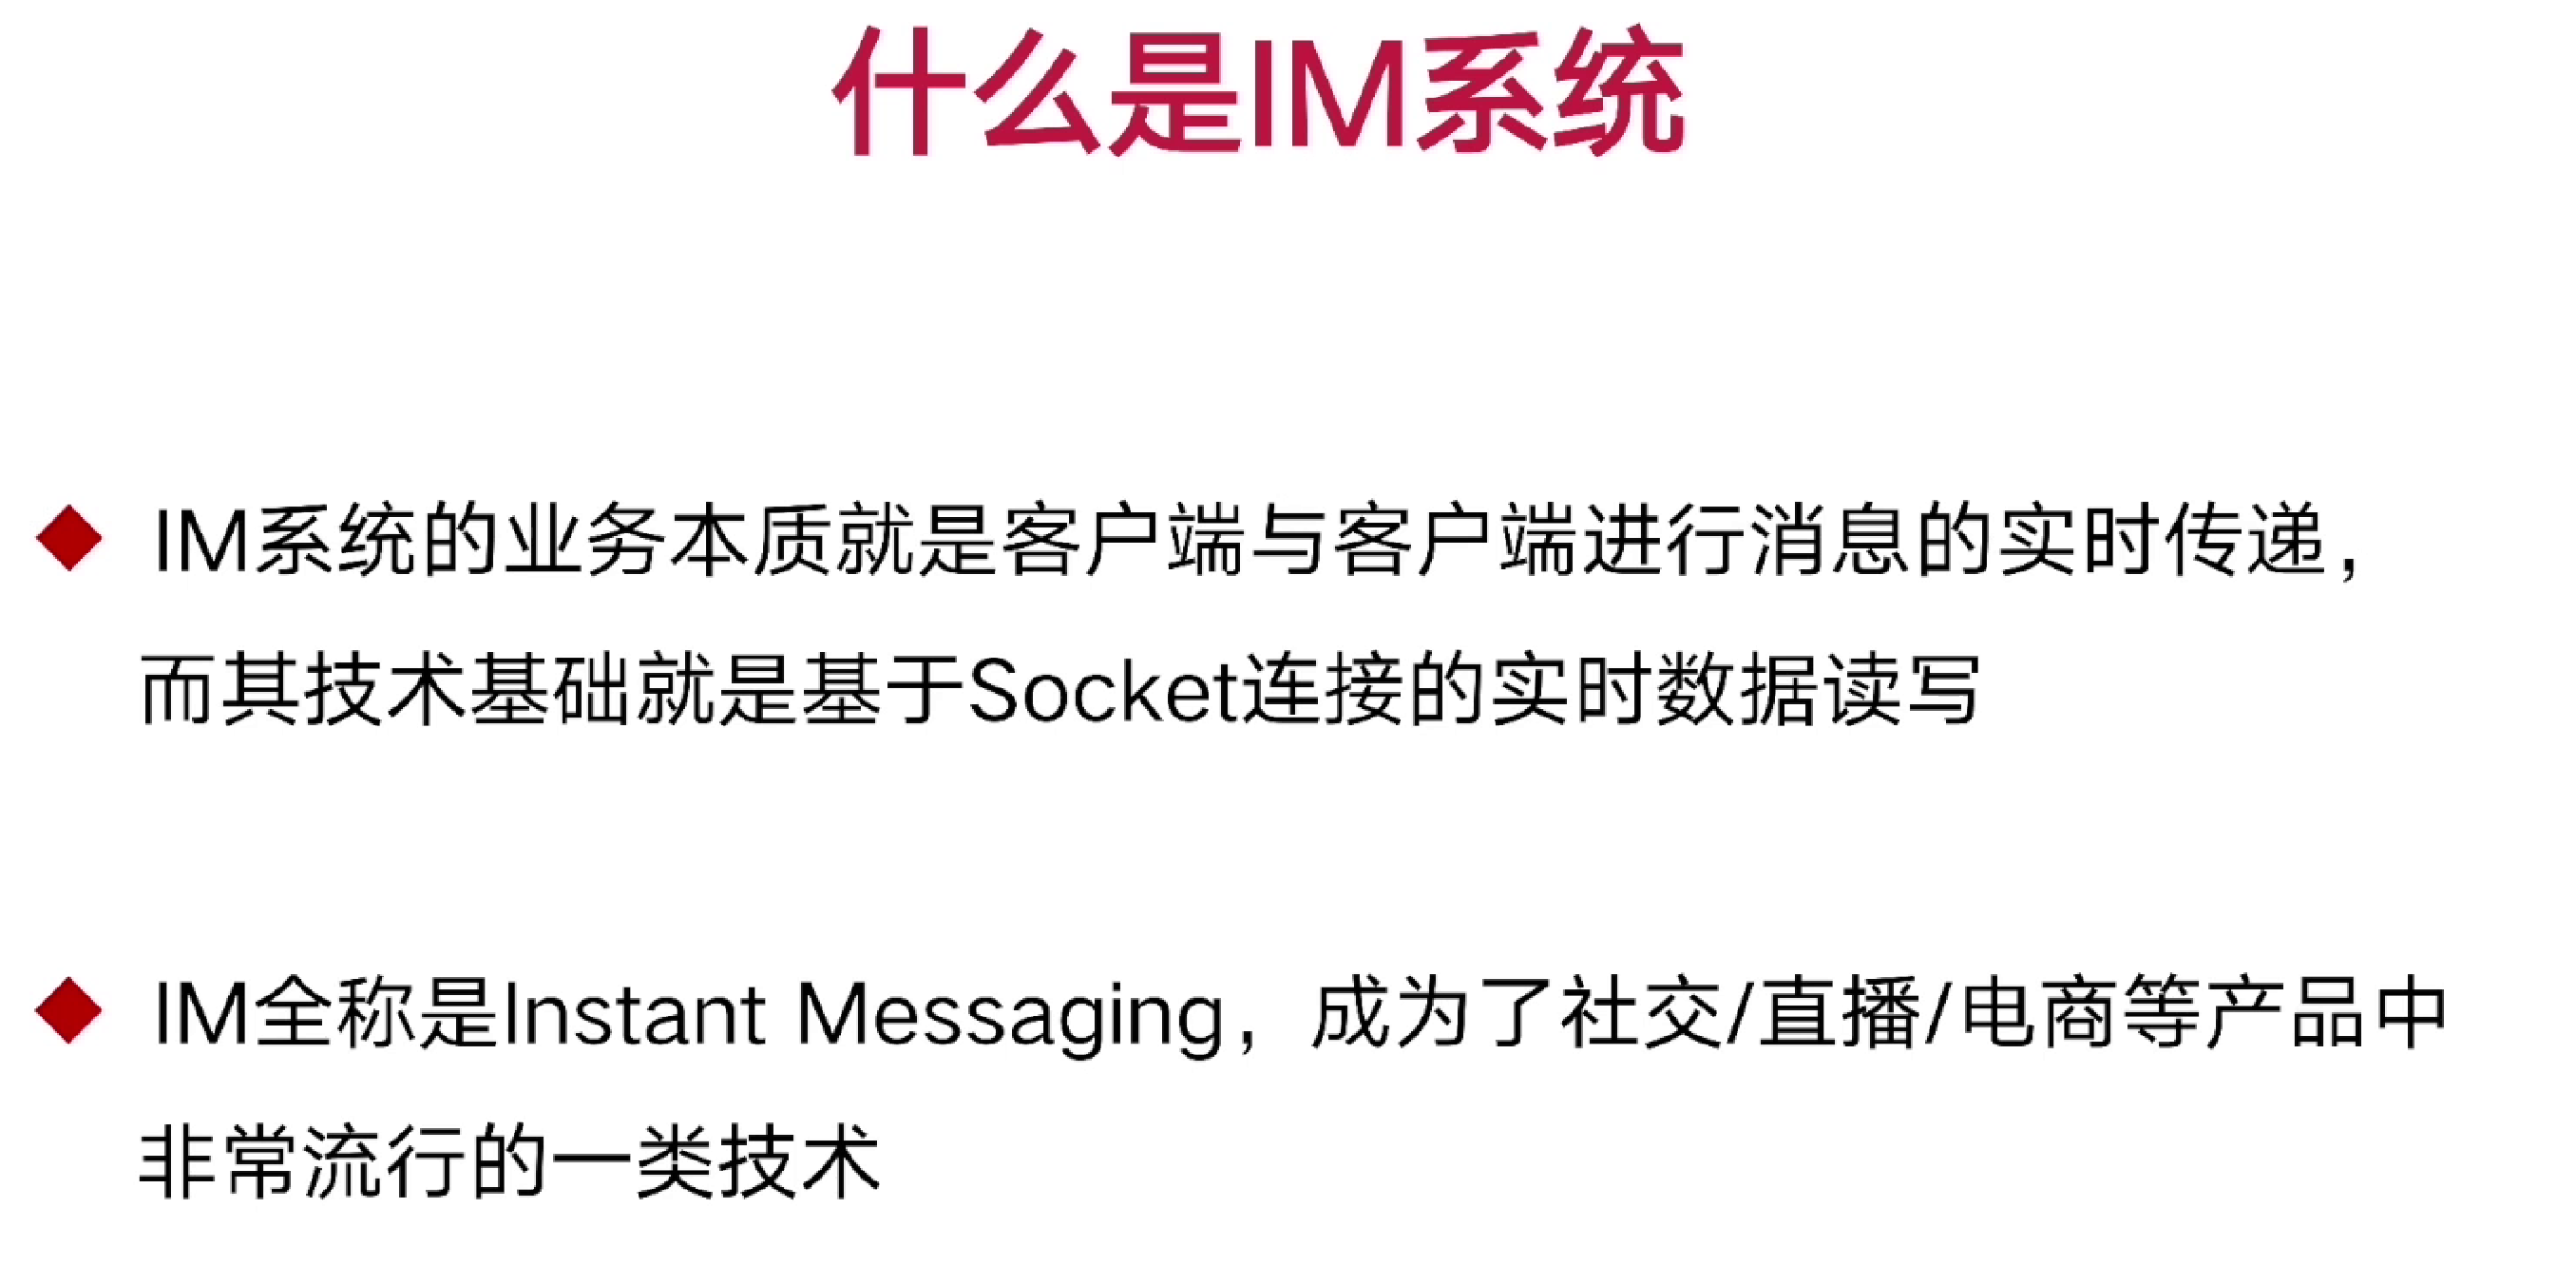 什么是IM系统
IM系统的业务本质就是客户端与客户端进行消息的实时传递，
而其技术基础就是基于Socket连接的实时数据读写
IM全称是Instant Messaging，成为了社交/直播/电商等产品中
非常流行的一类技术